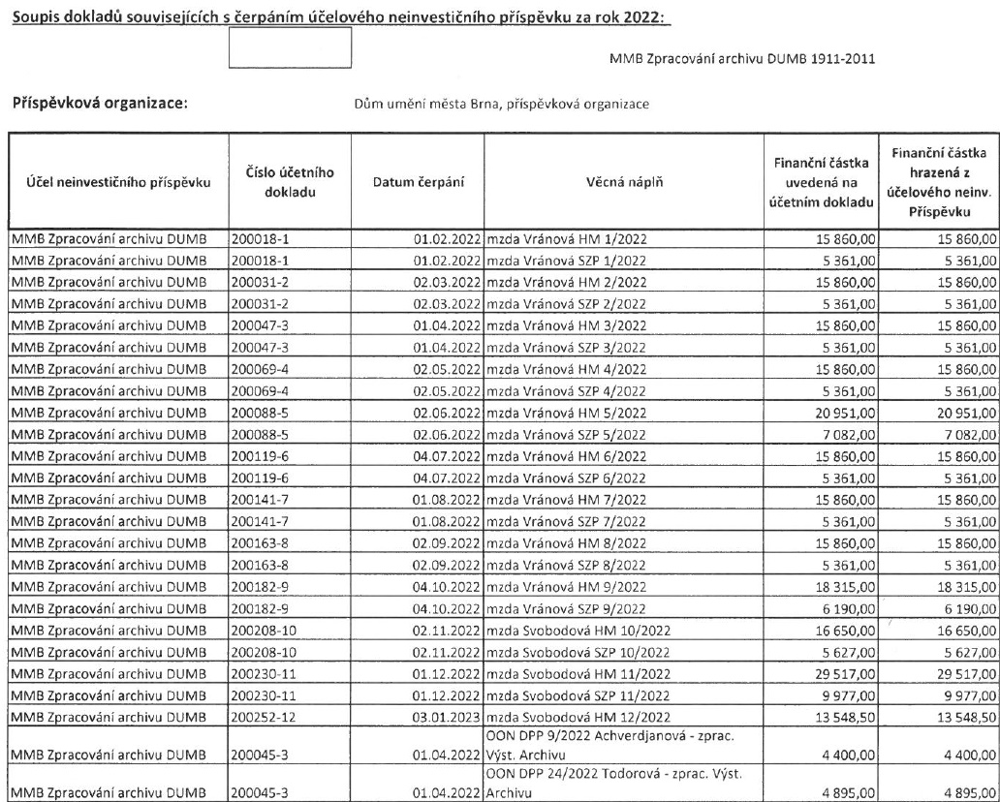 Soupis dokladů souvisejících s čerpáním účelového neinvestičního příspěvku za rok 2022:
MMB Zpracování archivu DUMB 1911-2011
Příspěvková organizace: Dům umění města Brna, příspěvková organizace
Účel neinvestičního příspěvku Číslo účetního dokladu Datum čerpání Věcná náplň Finanční částka uvedená na účetním dokladu Finanční částka hrazená z účelového neinv. Příspěvku
MMB Zpracování archivu DUMB 200018-1 01.02.2022 mzda Vránová HM 1/2022 15 860,00 15 860,00
MMB Zpracování archivu DUMB 200018-1 01.02.2022 mzda Vránová SZP 1/2022 5 361,00 5 361,00
MMB Zpracování archivu DUMB 200031-2 02.03.2022 mzda Vránová HM 2/2022 15 860,00 15 860,00
MMB Zpracování archivu DUMB 200031-2 02.03.2022 mzda Vránová SZP 2/2022 5 361,00 5 361,00
MMB Zpracování archivu DUMB 200047-3 01.04.2022 mzda Vránová HM 3/2022 15 860,00 15 860,00
MMB Zpracování archivu DUMB 200047-3 01.04.2022 mzda Vránová SZP 3/2022 5 361,00 5 361,00
MMB Zpracování archivu DUMB 200069-4 02.05.2022 mzda Vránová HM 4/2022 15 860,00 15 860,00
MMB Zpracování archivu DUMB 200069-4 02.05.2022 mzda Vránová SZP 4/2022 5 361,00 5 361,00
MMB Zpracování archivu DUMB 200088-5 02.06.2022 mzda Vránová HM 5/2022 20 951,00 20 951,00
MMB Zpracování archivu DUMB 200088-5 02.06.2022 mzda Vránová SZP 5/2022 7 082,00 7 082,00
MMB Zpracování archivu DUMB 200119-6 04.07.2022 mzda Vránová HM 6/2022 15 860,00 15 860,00
MMB Zpracování archivu DUMB 200119-6 04.07.2022 mzda Vránová SZP 6/2022 5 361,00 5 361,00
MMB Zpracování archivu DUMB 200141-7 01.08.2022 mzda Vránová HM 7/2022 15 860,00 15 860,00
MMB Zpracování archivu DUMB 200141-7 01.08.2022 mzda Vránová SZP 7/2022 5 361,00 5 361,00
MMB Zpracování archivu DUMB 200163-8 02.09.2022 mzda Vránová HM 8/2022 15 860,00 15 860,00
MMB Zpracování archivu DUMB 200163-8 02.09.2022 mzda Vránová SZP 8/2022 5 361,00 5 361,00
MMB Zpracování archivu DUMB 200182-9 04.10.2022 mzda Vránová HM 9/2022 18 315,00 18 315,00
MMB Zpracování archivu DUMB 200182-9 04.10.2022 mzda Vránová SZP 9/2022 6 190,00 6 190,00
MMB Zpracování archivu DUMB 200208-10 02.11.2022 mzda Svobodová HM 10/2022 16 650,00 16 650,00
MMB Zpracování archivu DUMB 200208-10 02.11.2022 mzda Svobodová SZP 10/2022 5 627,00 5 627,00
MMB Zpracování archivu DUMB 200230-11 01.12.2022 mzda Svobodová HM 11/2022 29 517,00 29 517,00
MMB Zpracování archivu DUMB 200230-11 01.12.2022 mzda Svobodová SZP 11/2022 9 977,00 9 977,00
MMB Zpracování archivu DUMB 200252-12 03.01.2023 mzda Svobodová HM 12/2022 13 548,50 13 548,50
OON DPP 9/2022 Achverdjanová - zprac.
MMB Zpracování archivu DUMB 200045-3 01.04.2022 Výst. Archivu 4 400,00 4 400,00
OON DPP 24/2022 Todorová - zprac. Výst.
MMB Zpracování archivu DUMB 200045-3 01.04.2022 Archivu 4 895,00 4 895,00